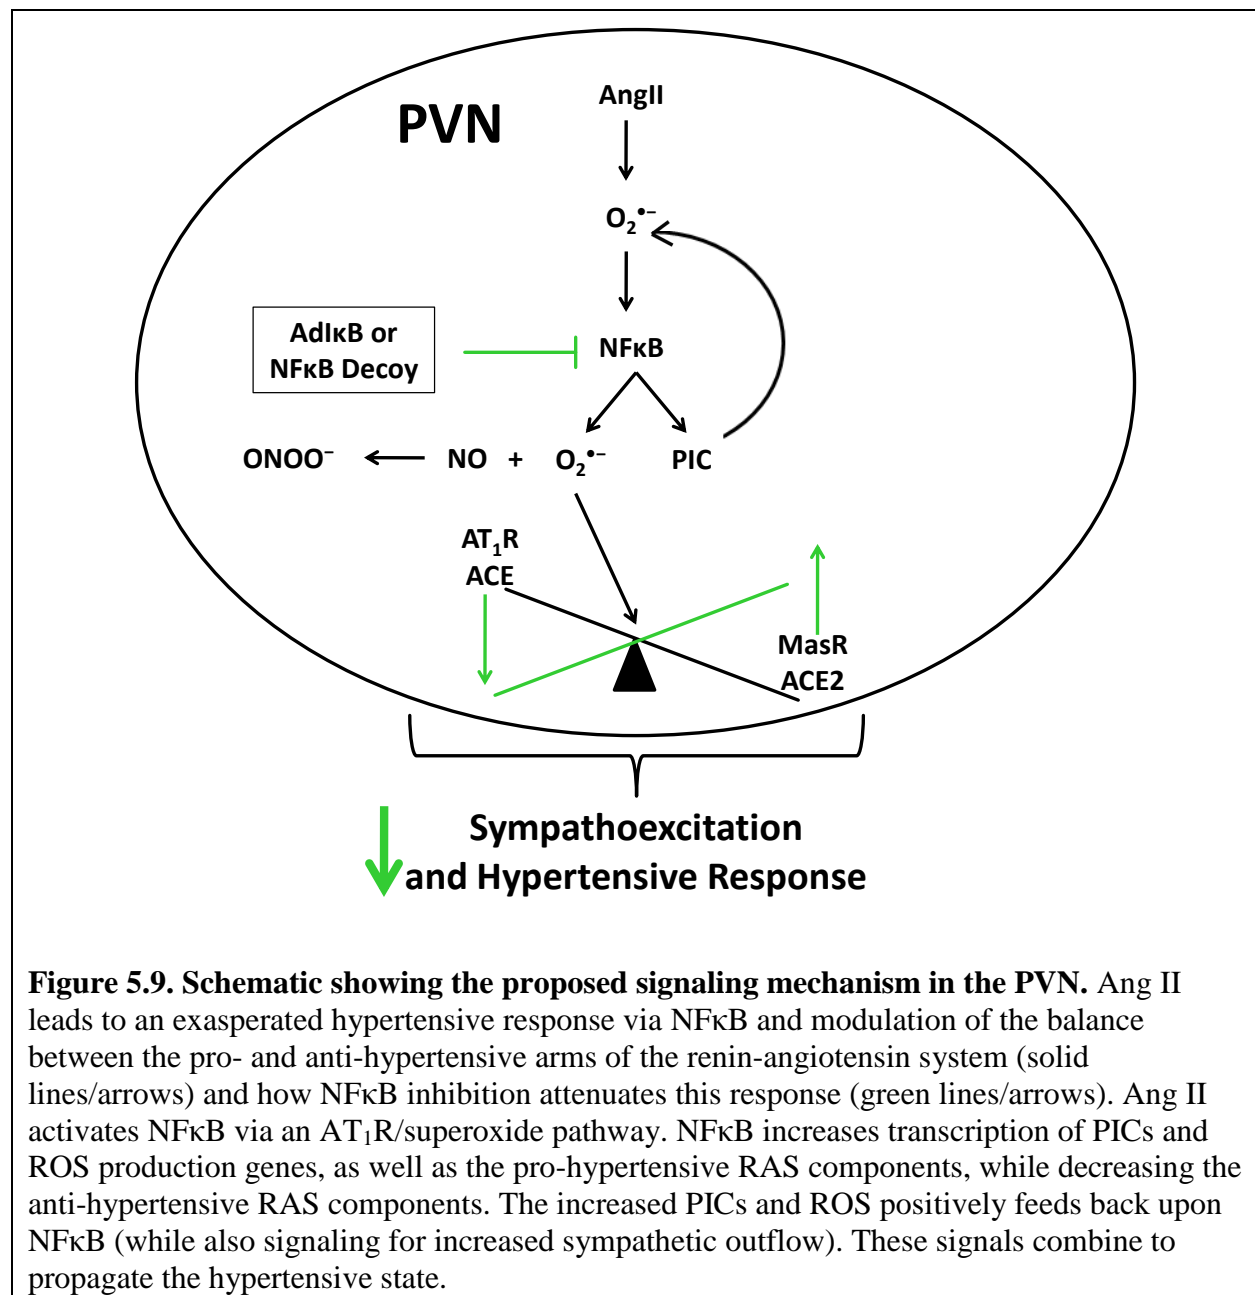 PVN
AngII
O₂•−
AdIκB or
NFκB Decoy
NFκB
ONOO− NO + O₂•− PIC
AT₁R
ACE
MasR
ACE2
Sympathoexcitation
and Hypertensive Response
Figure 5.9. Schematic showing the proposed signaling mechanism in the PVN. Ang II
leads to an exasperated hypertensive response via NFκB and modulation of the balance
between the pro- and anti-hypertensive arms of the renin-angiotensin system (solid
lines/arrows) and how NFκB inhibition attenuates this response (green lines/arrows). Ang II
activates NFκB via an AT₁R/superoxide pathway. NFκB increases transcription of PICs and
ROS production genes, as well as the pro-hypertensive RAS components, while decreasing the
anti-hypertensive RAS components. The increased PICs and ROS positively feeds back upon
NFκB (while also signaling for increased sympathetic outflow). These signals combine to
propagate the hypertensive state.